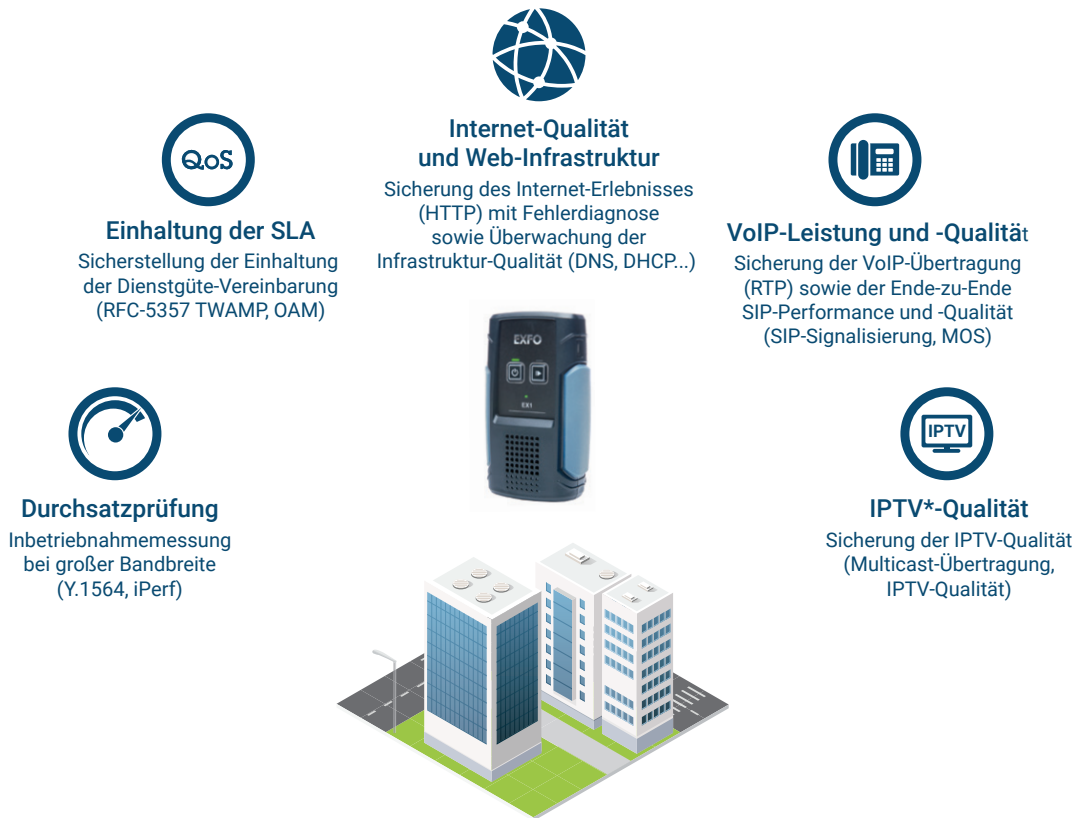 Internet-Qualität
und Web-Infrastruktur
Sicherung des Internet-Erlebnisses
(HTTP) mit Fehlerdiagnose
sowie Überwachung der
Infrastruktur-Qualität (DNS, DHCP...)
QoS
Einhaltung der SLA
Sicherstellung der Einhaltung
der Dienstgüte-Vereinbarung
(RFC-5357 TWAMP, OAM)
VoIP-Leistung und -Qualität
Sicherung der VoIP-Übertragung
(RTP) sowie der Ende-zu-Ende
SIP-Performance und -Qualität
(SIP-Signalisierung, MOS)
EXFO
EX1
Durchsatzprüfung
Inbetriebnahmemessung
bei großer Bandbreite
(Y.1564, iPerf)
IPTV
IPTV*-Qualität
Sicherung der IPTV-Qualität
(Multicast-Übertragung,
IPTV-Qualität)